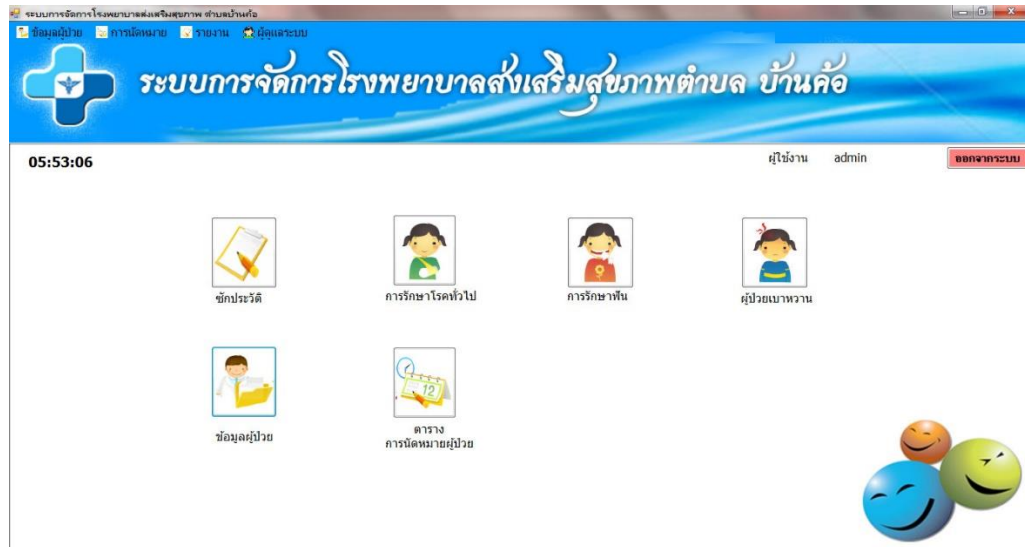 ระบบการจัดการโรงพยาบาลส่งเสริมสุขภาพ ตำบลบ้านค้อ
ข้อมูลผู้ป่วย การนัดหมาย รายงาน ผู้ดูแลระบบ
ระบบการจัดการโรงพยาบาลส่งเสริมสุขภาพตำบล บ้านค้อ
05:53:06 ผู้ใช้งาน admin ออกจากระบบ
ซักประวัติ การรักษาโรคทั่วไป การรักษาฟัน ผู้ป่วยเบาหวาน
12
ข้อมูลผู้ป่วย ตาราง
การนัดหมายผู้ป่วย